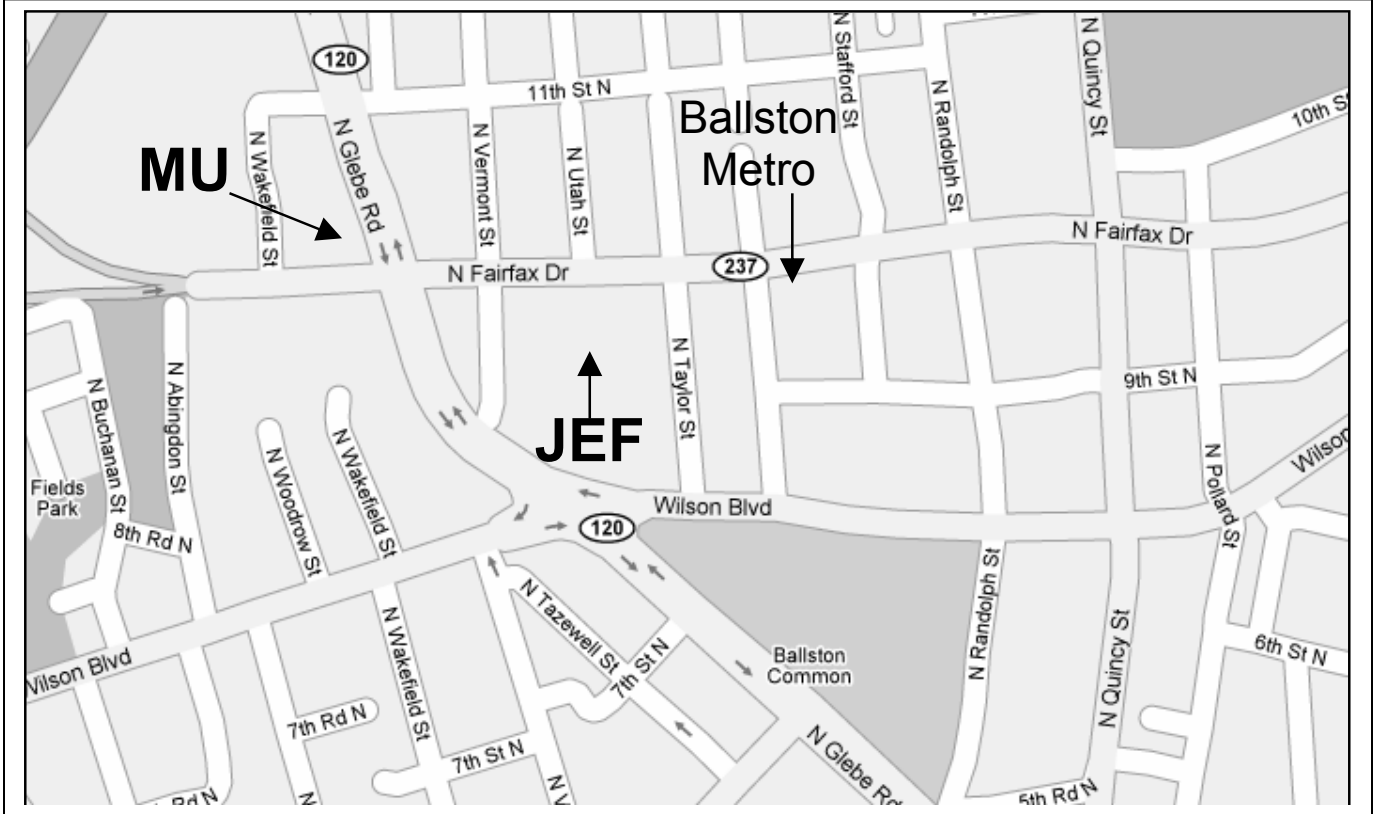 120
11th St N
N Stafford St
N Quincy St
10th S
N Randolph St
Ballston
Metro
N Wakefield St
N Glebe Rd
N Vermont St
N Utah St
MU
N Fairfax Dr
N Fairfax Dr
237
N Taylor St
9th St N
N Buchanan St
N Abingdon St
JEF
N Woodrow St
N Wakefield St
Fields
Park
8th Rd N
Wilson Blvd
120
N Pollard St
Wilson
N Tazewell St
7th St N
N Randolph St
N Quincy St
6th St N
Ballston
Common
Wilson Blvd
N Wakefield St
7th Rd N
7th St N
N Glebe Rd
5th Rd N
Rd N
N
N V